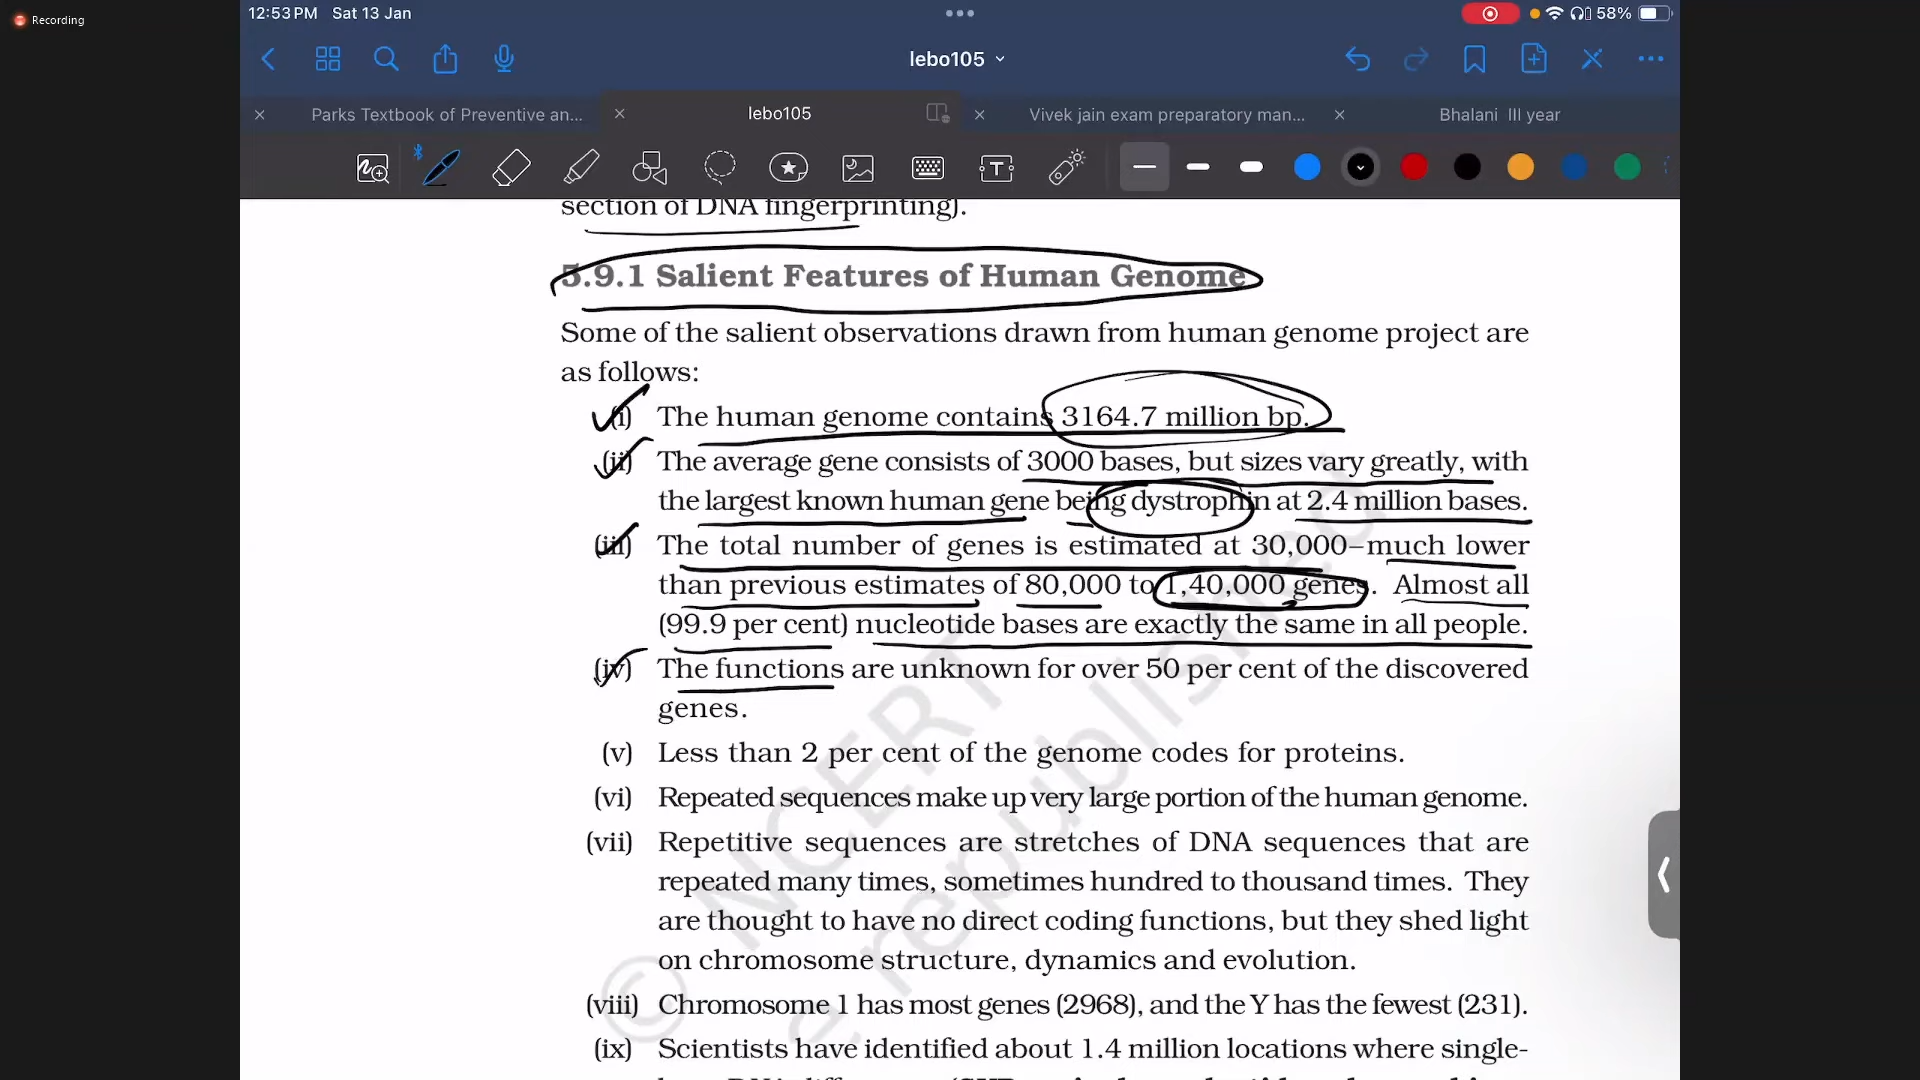 Recording
12:53 PM Sat 13 Jan
58%
lebo105
Parks Textbook of Preventive an...
lebo105
Vivek jain exam preparatory man...
Bhalani III year
section of DNA fingerprinting).
5.9.1 Salient Features of Human Genome
Some of the salient observations drawn from human genome project are
as follows:
(i) The human genome contains 3164.7 million bp.
(ii) The average gene consists of 3000 bases, but sizes vary greatly, with
the largest known human gene being dystrophin at 2.4 million bases.
(iii) The total number of genes is estimated at 30,000–much lower
than previous estimates of 80,000 to 1,40,000 genes. Almost all
(99.9 per cent) nucleotide bases are exactly the same in all people.
(iv) The functions are unknown for over 50 per cent of the discovered
genes.
(v) Less than 2 per cent of the genome codes for proteins.
(vi) Repeated sequences make up very large portion of the human genome.
(vii) Repetitive sequences are stretches of DNA sequences that are
repeated many times, sometimes hundred to thousand times. They
are thought to have no direct coding functions, but they shed light
on chromosome structure, dynamics and evolution.
(viii) Chromosome 1 has most genes (2968), and the Y has the fewest (231).
(ix) Scientists have identified about 1.4 million locations where single-
© NCERT
republished